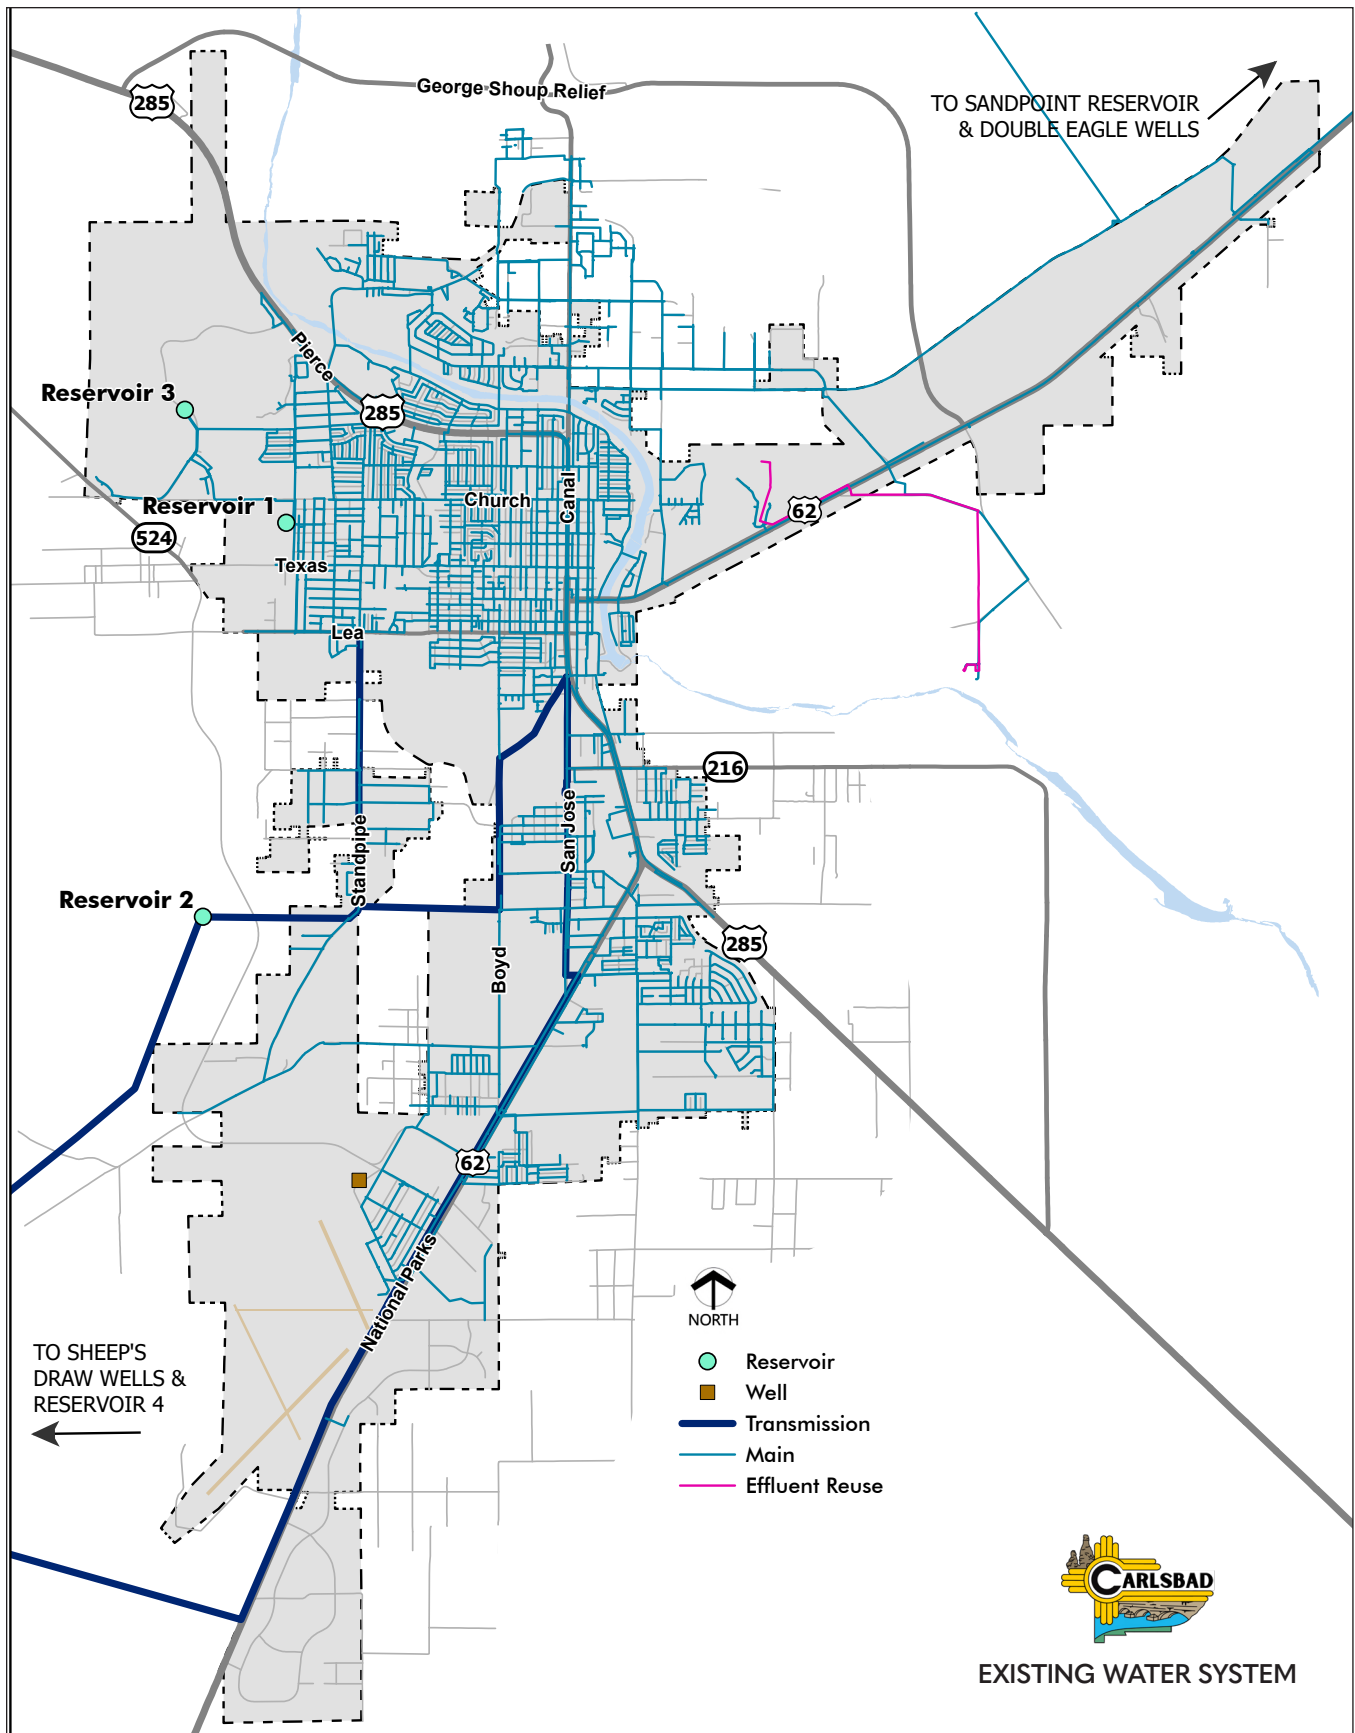 George Shoup Relief
285
TO SANDPOINT RESERVOIR
& DOUBLE EAGLE WELLS
Pierce
Reservoir 3
285
Church
Canal
Reservoir 1
62
524
Texas
Lea
216
San Jose
Standpipe
Reservoir 2
285
Boyd
62
National Parks
NORTH
TO SHEEP'S
DRAW WELLS &
RESERVOIR 4
Reservoir
Well
Transmission
Main
Effluent Reuse
CARLSBAD
EXISTING WATER SYSTEM